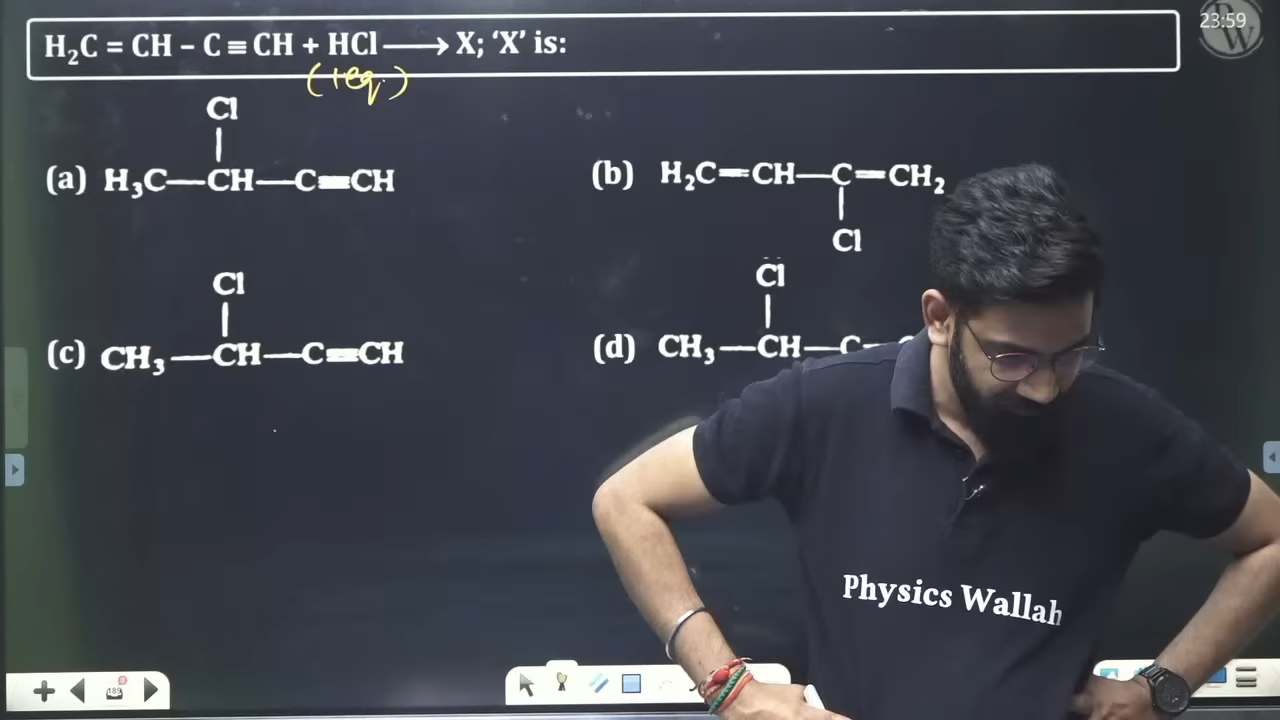 23:59
H₂C = CH – C ≡ CH + HCl ⟶ X; ‘X’ is:
(1eq.)
Cl
(a) H₃C—CH—C≡CH
(b) H₂C=CH—C=CH₂
Cl
Cl
(c) CH₃—CH—C≡CH
Cl
(d) CH₃—CH—C
Physics Wallah
189